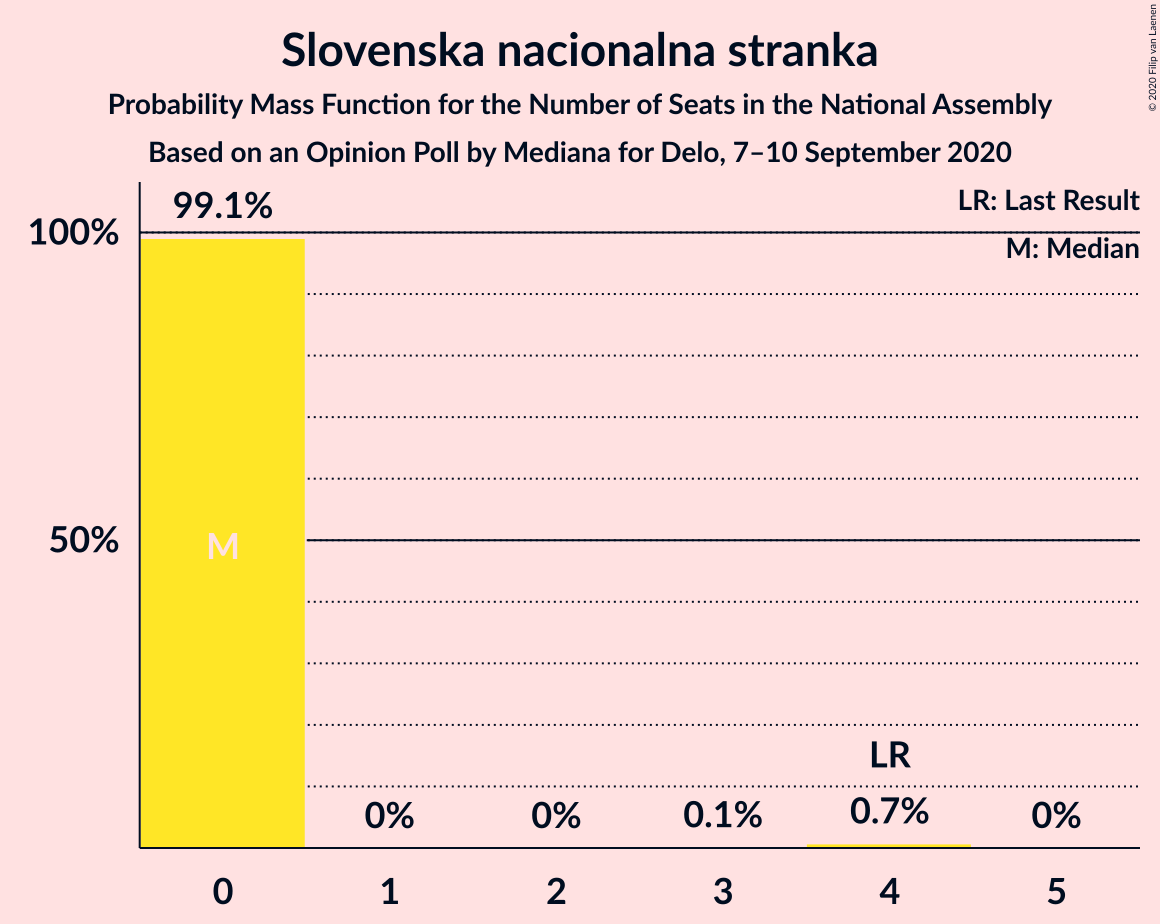 Slovenska nacionalna stranka
Probability Mass Function for the Number of Seats in the National Assembly
Based on an Opinion Poll by Mediana for Delo, 7–10 September 2020
© 2020 Filip van Laenen
LR: Last Result
M: Median
100%
50%
99.1%
M
0%
0%
0.1%
LR
0.7%
0%
0 1 2 3 4 5